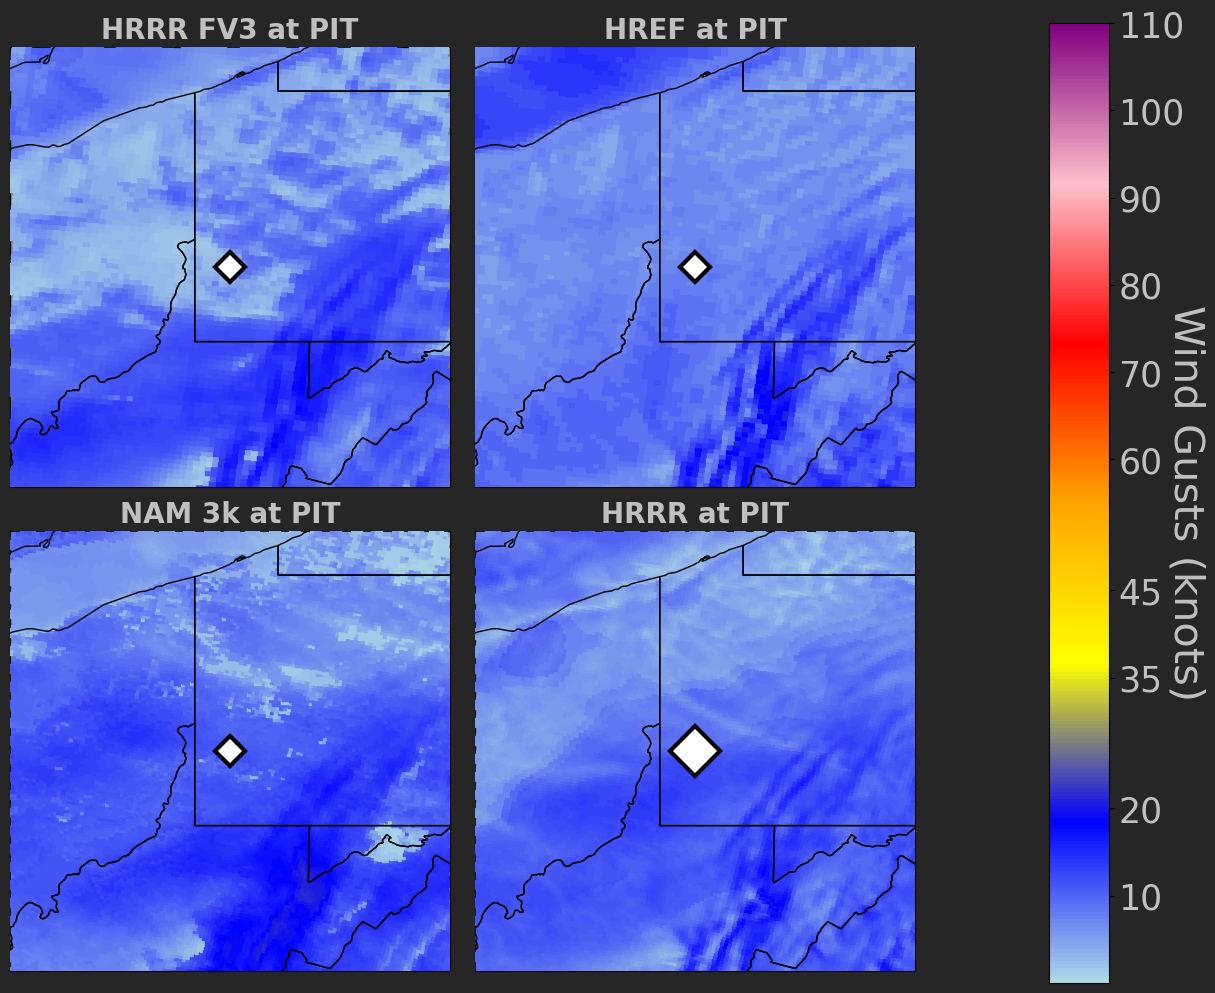 HRRR FV3 at PIT
HREF at PIT
NAM 3k at PIT
HRRR at PIT
110
100
90
80
70
60
45
35
20
10
Wind Gusts (knots)